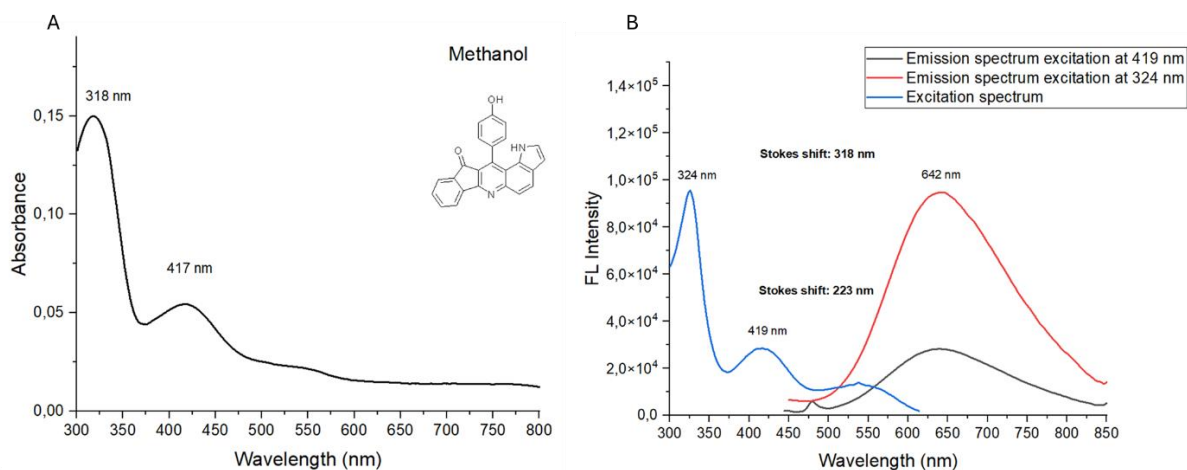 A
Methanol
318 nm
417 nm
OH
O
HN
N
0,15
0,10
0,05
0,00
Absorbance
300 350 400 450 500 550 600 650 700 750 800
Wavelength (nm)
B
Emission spectrum excitation at 419 nm
Emission spectrum excitation at 324 nm
Excitation spectrum
Stokes shift: 318 nm
324 nm
642 nm
Stokes shift: 223 nm
419 nm
1,4× 10⁵
1,2× 10⁵
1,0× 10⁵
8,0× 10⁴
6,0× 10⁴
4,0× 10⁴
2,0× 10⁴
0,0
FL Intensity
300 350 400 450 500 550 600 650 700 750 800 850
Wavelength (nm)